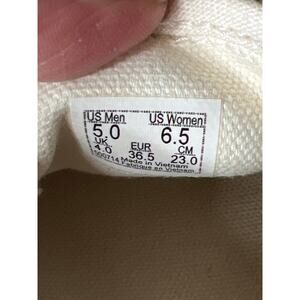 US Men US Women
5.0 6.5
UK EUR CM
4.0 36.5 23.0
Made in Vietnam
Fabriqué en Vietnam